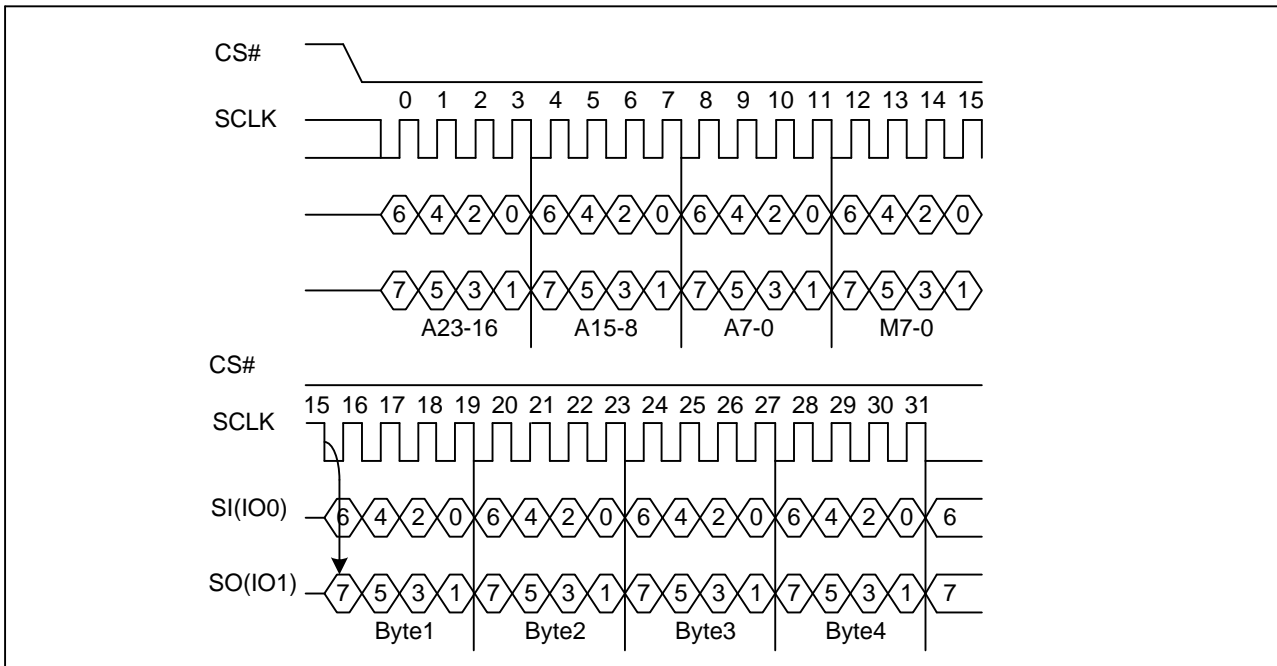 CS#
0 1 2 3 4 5 6 7 8 9 10 11 12 13 14 15
SCLK
6 4 2 0 6 4 2 0 6 4 2 0 6 4 2 0
7 5 3 1 7 5 3 1 7 5 3 1 7 5 3 1
A23-16 A15-8 A7-0 M7-0
CS#
15 16 17 18 19 20 21 22 23 24 25 26 27 28 29 30 31
SCLK
SI(IO0) 6 4 2 0 6 4 2 0 6 4 2 0 6 4 2 0 6
SO(IO1) 7 5 3 1 7 5 3 1 7 5 3 1 7 5 3 1 7
Byte1 Byte2 Byte3 Byte4